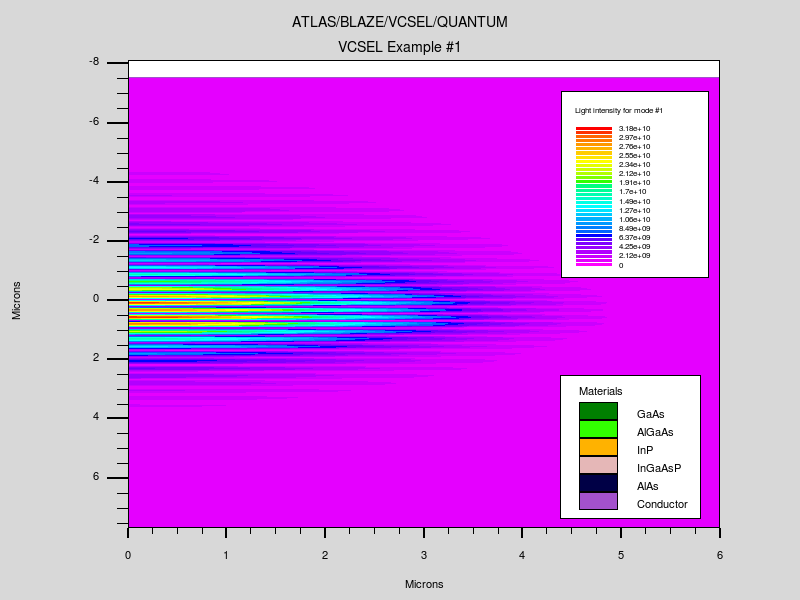 ATLAS/BLAZE/VCSEL/QUANTUM
VCSEL Example #1
-8
-6
-4
-2
0
2
4
6
Microns
Light intensity for mode #1
3.18e+10
2.97e+10
2.76e+10
2.55e+10
2.34e+10
2.12e+10
1.91e+10
1.7e+10
1.49e+10
1.27e+10
1.06e+10
8.49e+09
6.37e+09
4.25e+09
2.12e+09
0
Materials
GaAs
AlGaAs
InP
InGaAsP
AlAs
Conductor
0
1
2
3
4
5
6
Microns